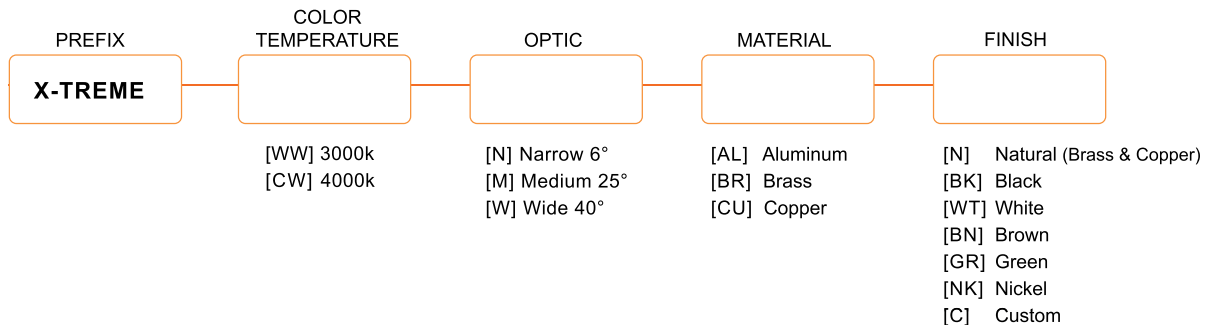 PREFIX
COLOR
TEMPERATURE
OPTIC
MATERIAL
FINISH
X-TREME
[WW] 3000k
[CW] 4000k
[N] Narrow 6°
[M] Medium 25°
[W] Wide 40°
[AL] Aluminum
[BR] Brass
[CU] Copper
[N] Natural (Brass & Copper)
[BK] Black
[WT] White
[BN] Brown
[GR] Green
[NK] Nickel
[C] Custom